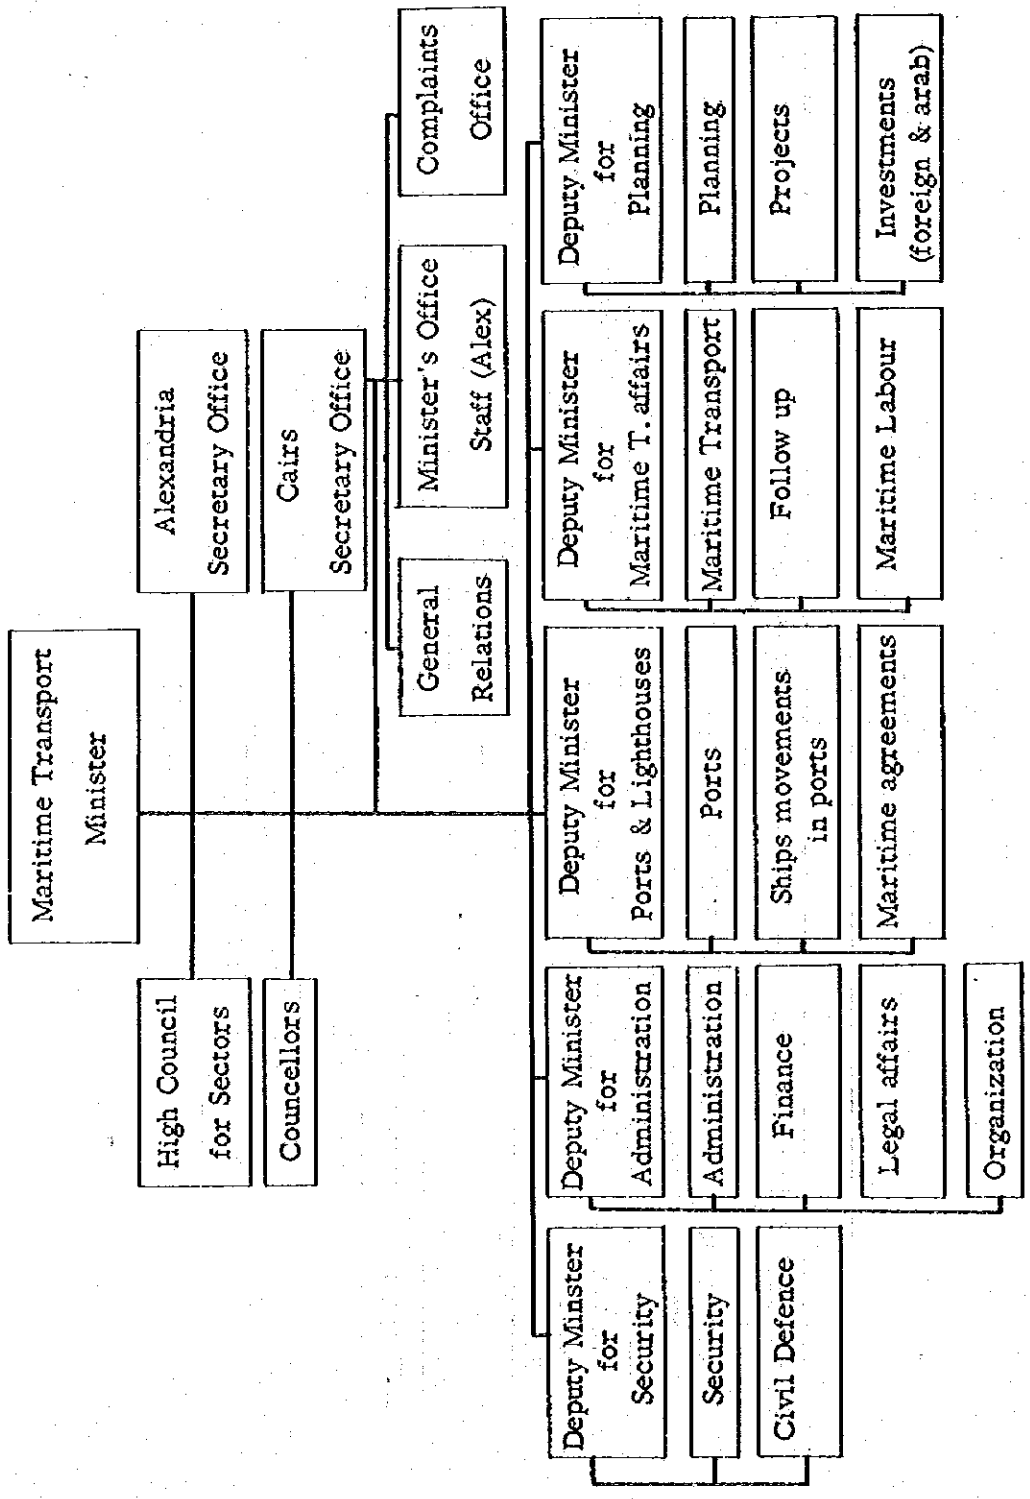 Maritime Transport
Minister
High Council
for Sectors
Alexandria
Secretary Office
Councellors
Cairs
Secretary Office
General
Relations
Minister's Office
Staff (Alex)
Complaints
Office
Deputy Minster
for
Security
Security
Civil Defence
Deputy Minister
for
Administration
Administration
Finance
Legal affairs
Organization
Deputy Minister
for
Ports & Lighthouses
Ports
Ships movements
in ports
Maritime agreements
Deputy Minister
for
Maritime T. affairs
Maritime Transport
Follow up
Maritime Labour
Deputy Minister
for
Planning
Planning
Projects
Investments
(foreign & arab)